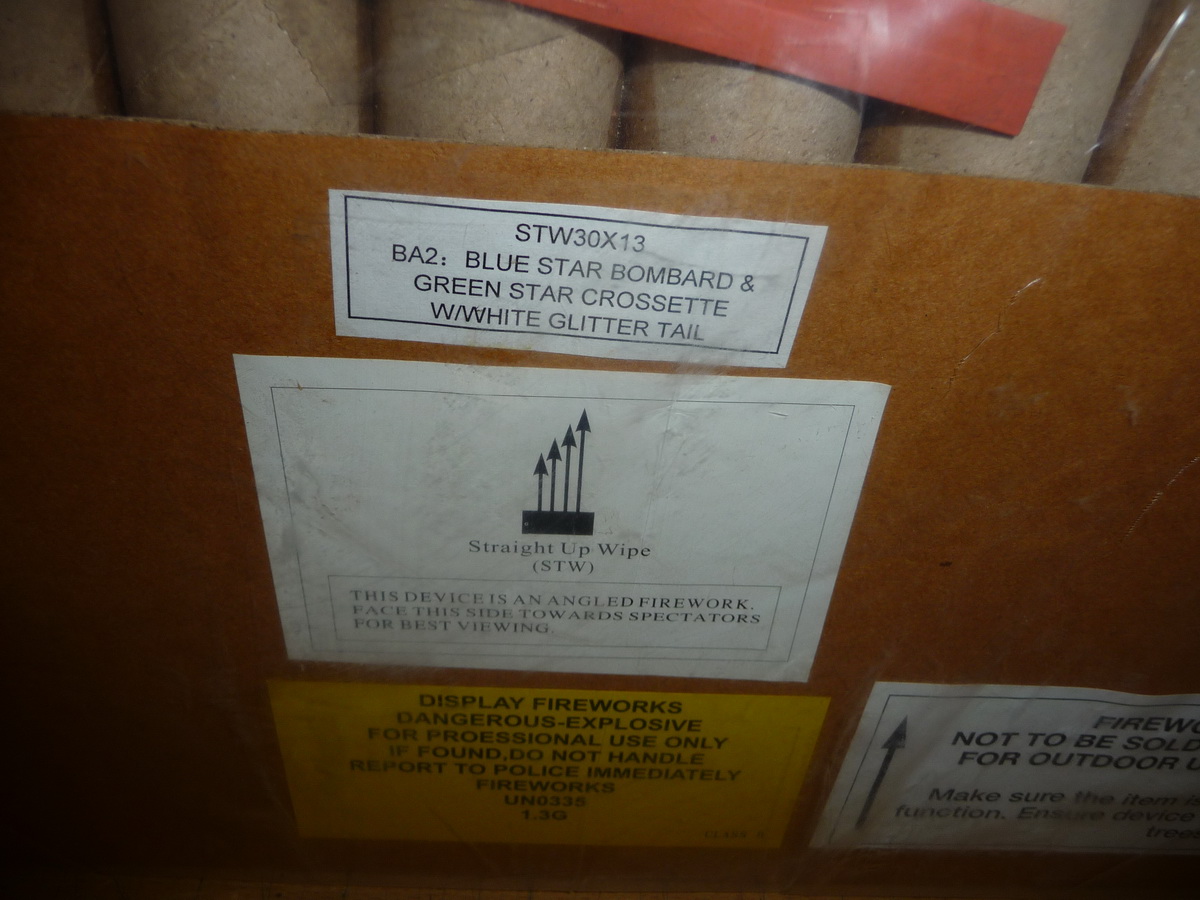 STW30X13
BA2: BLUE STAR BOMBARD &
GREEN STAR CROSSETTE
W/WHITE GLITTER TAIL
Straight Up Wipe
(STW)
THIS DEVICE IS AN ANGLED FIREWORK.
FACE THIS SIDE TOWARDS SPECTATORS
FOR BEST VIEWING.
DISPLAY FIREWORKS
DANGEROUS-EXPLOSIVE
FOR PROESSIONAL USE ONLY
IF FOUND,DO NOT HANDLE
REPORT TO POLICE IMMEDIATELY
FIREWORKS
UN0335
1.3G
FIREWO
NOT TO BE SOLD
FOR OUTDOOR U
Make sure the item is
function. Ensure device
trees